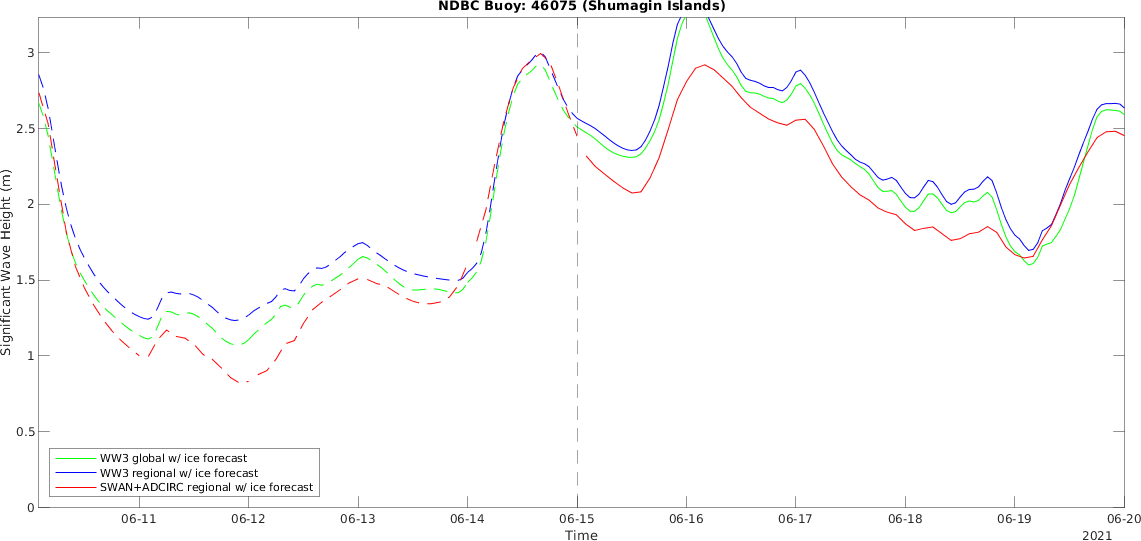 NDBC Buoy: 46075 (Shumagin Islands)
Significant Wave Height (m)
3
2.5
2
1.5
1
0.5
0
WW3 global w/ ice forecast
WW3 regional w/ ice forecast
SWAN+ADCIRC regional w/ ice forecast
06-11 06-12 06-13 06-14 06-15 06-16 06-17 06-18 06-19 06-20
Time
2021